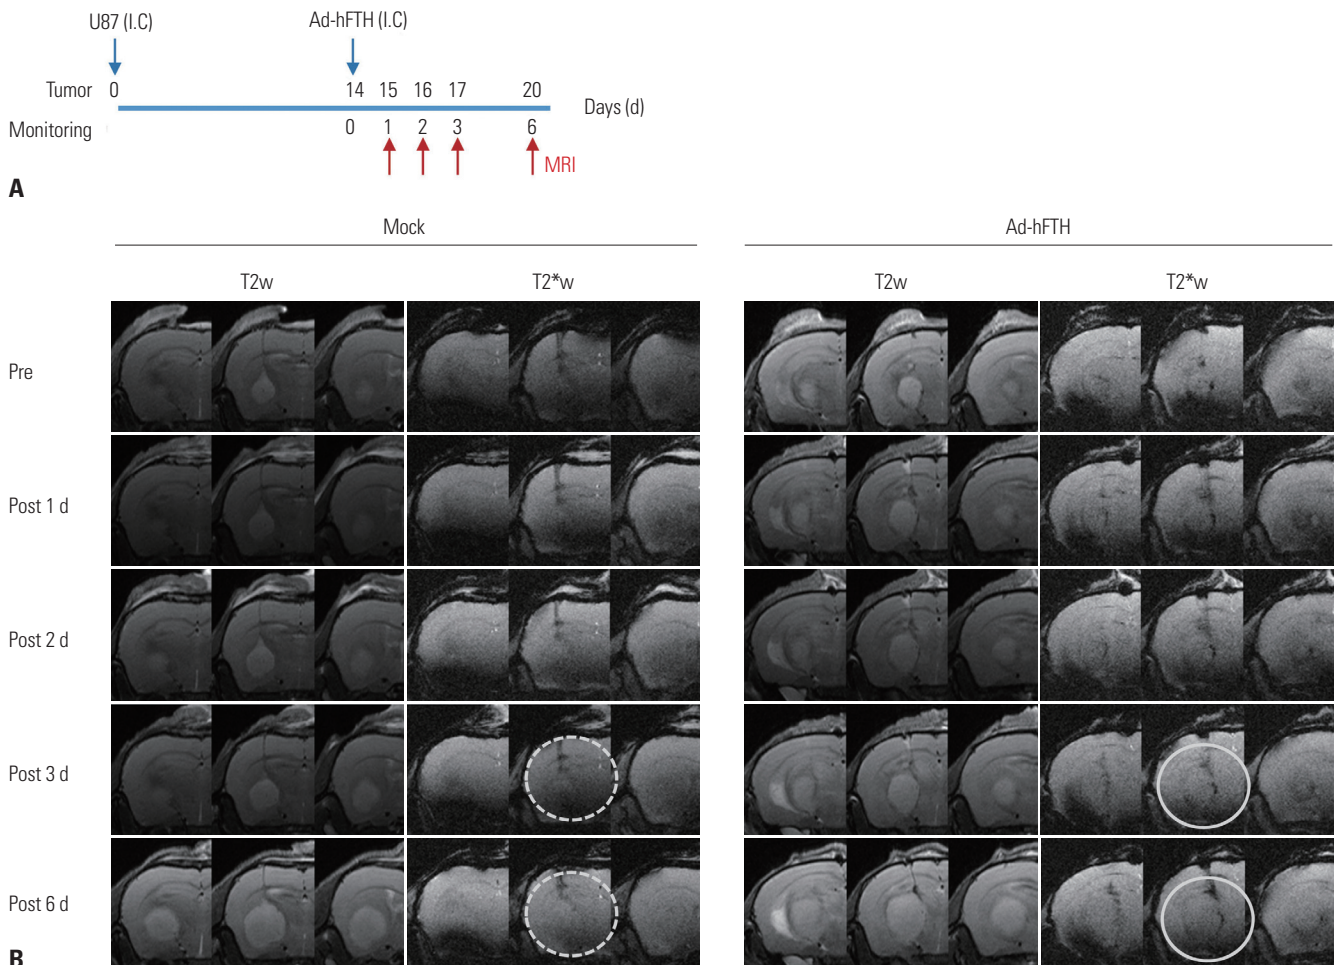 U87 (I.C) Ad-hFTH (I.C)
Tumor 0 14 15 16 17 20
Days (d)
Monitoring 0 1 2 3 6
MRI
A
Mock Ad-hFTH
T2w T2*w T2w T2*w
Pre
Post 1 d
Post 2 d
Post 3 d
Post 6 d
B